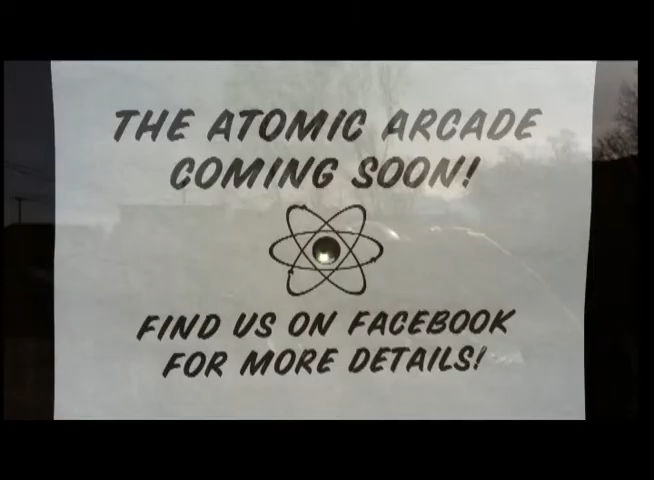 THE ATOMIC ARCADE
COMING SOON!
FIND US ON FACEBOOK
FOR MORE DETAILS!